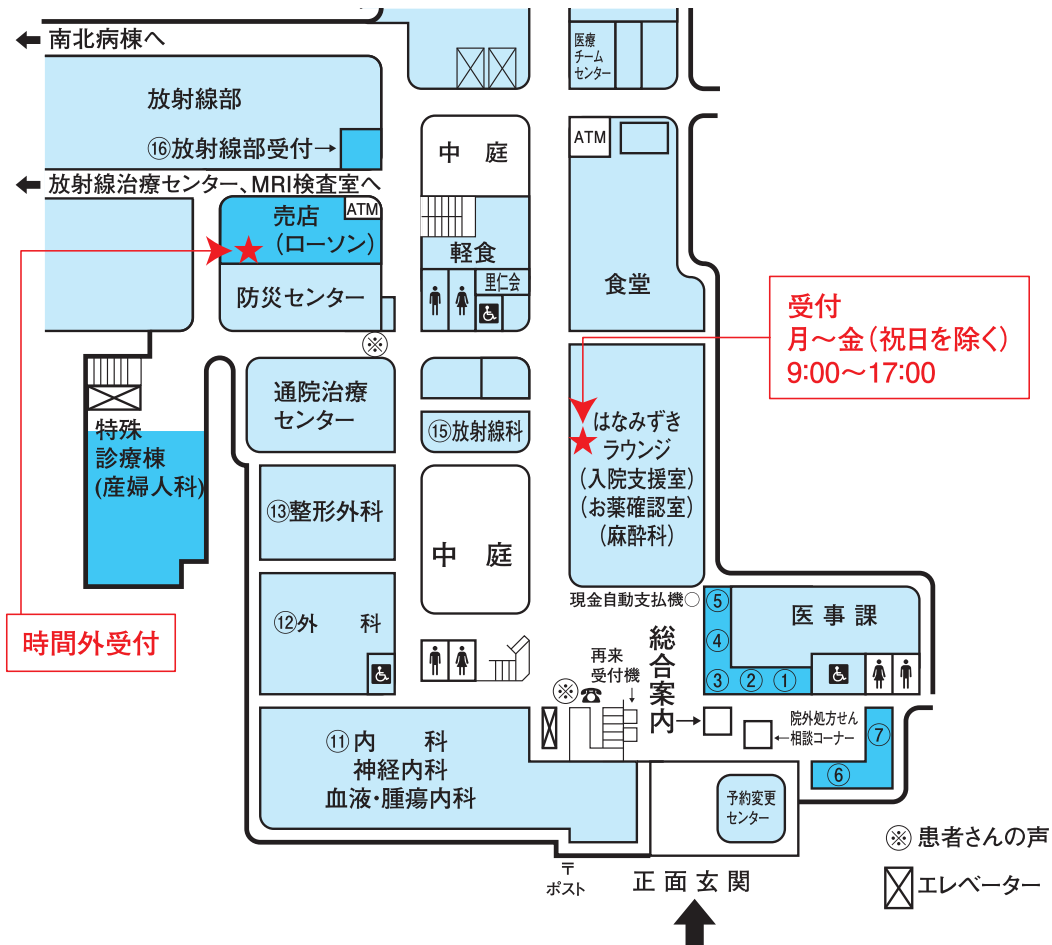 南北病棟へ
医療
チーム
センター
放射線部
⑯放射線部受付→
中 庭
ATM
放射線治療センター、MRI検査室へ
売店
(ローソン)
ATM
軽食
里仁会
食堂
防災センター
※
受付
月～金(祝日を除く)
9:00～17:00
通院治療
センター
⑮放射線科
はなみずき
ラウンジ
(入院支援室)
(お薬確認室)
(麻酔科)
特殊
診療棟
(産婦人科)
⑬整形外科
中 庭
現金自動支払機○
⑤
④
③
②
①
医事課
時間外受付
⑫外 科
再来
受付機
総合案内
※
院外処方せん
相談コーナー
⑦
⑥
⑪内 科
神経内科
血液・腫瘍内科
予約変更
センター
※患者さんの声
エレベーター
〒
ポスト
正面玄関